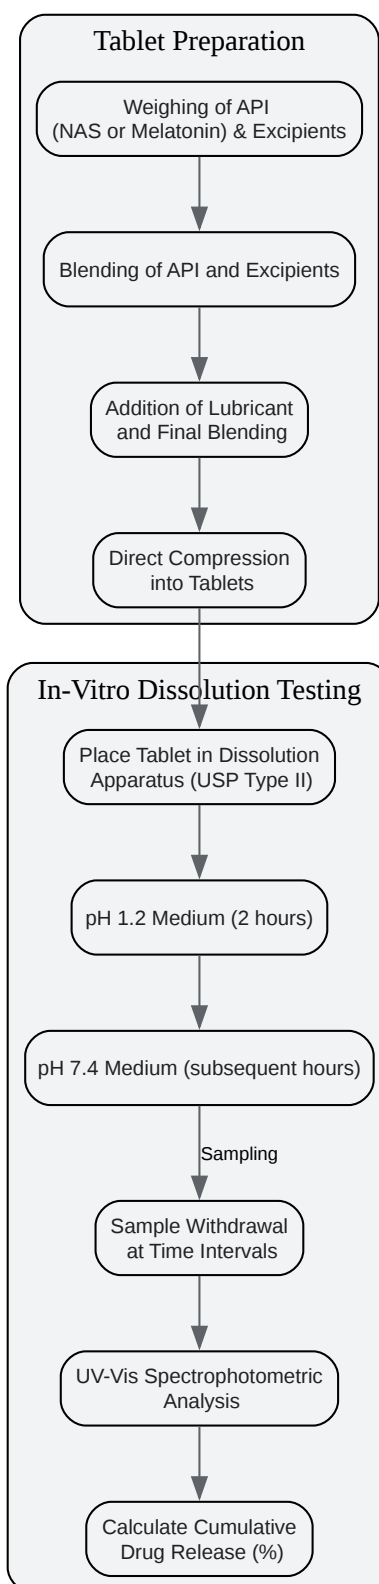 Tablet Preparation
Weighing of API
(NAS or Melatonin) & Excipients
Blending of API and Excipients
Addition of Lubricant
and Final Blending
Direct Compression
into Tablets
In-Vitro Dissolution Testing
Place Tablet in Dissolution
Apparatus (USP Type II)
pH 1.2 Medium (2 hours)
pH 7.4 Medium (subsequent hours)
Sampling
Sample Withdrawal
at Time Intervals
UV-Vis Spectrophotometric
Analysis
Calculate Cumulative
Drug Release (%)